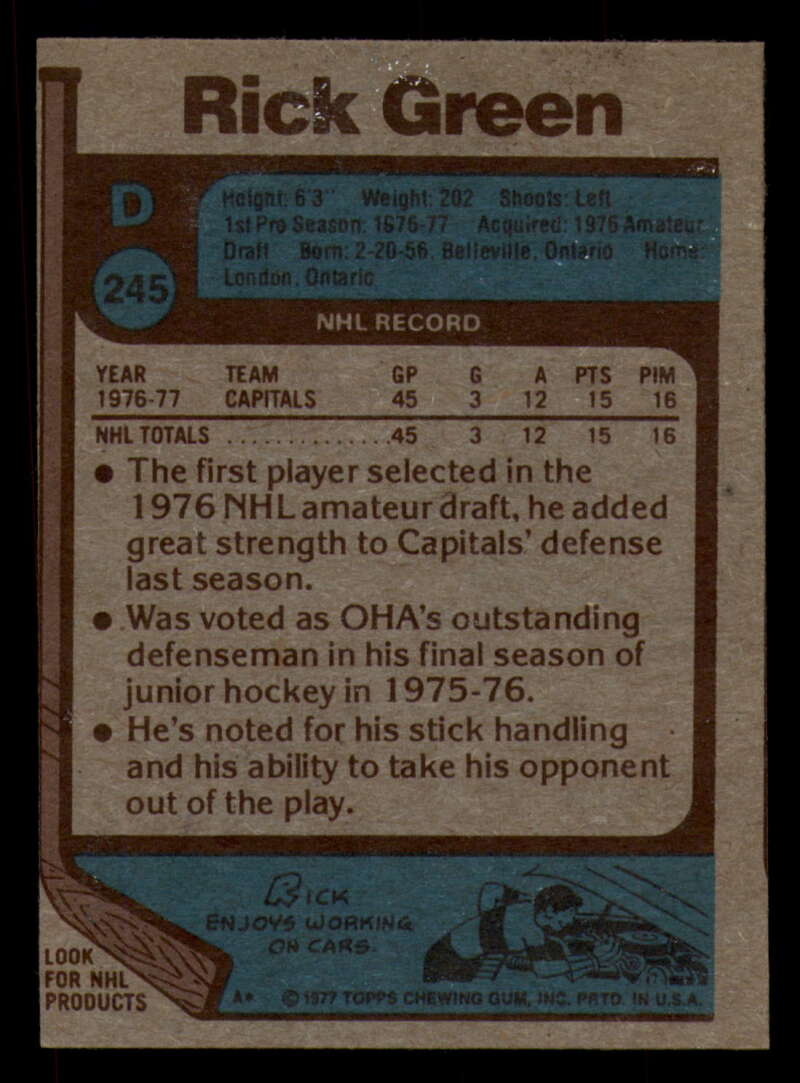 Rick Green
D
245
Height: 6'3" Weight: 202 Shoots: Left
1st Pro Season: 1976-77 Acquired: 1976 Amateur
Draft Born: 2-20-56, Belleville, Ontario Home:
London, Ontario
NHL RECORD
YEAR TEAM GP G A PTS PIM
1976-77 CAPITALS 45 3 12 15 16
NHL TOTALS ..............45 3 12 15 16
● The first player selected in the
1976 NHL amateur draft, he added
great strength to Capitals' defense
last season.
● Was voted as OHA's outstanding
defenseman in his final season of
junior hockey in 1975-76.
● He's noted for his stick handling
and his ability to take his opponent
out of the play.
RICK
ENJOYS WORKING
ON CARS.
LOOK
FOR NHL
PRODUCTS
A* © 1977 TOPPS CHEWING GUM, INC. PRTD. IN U.S.A.